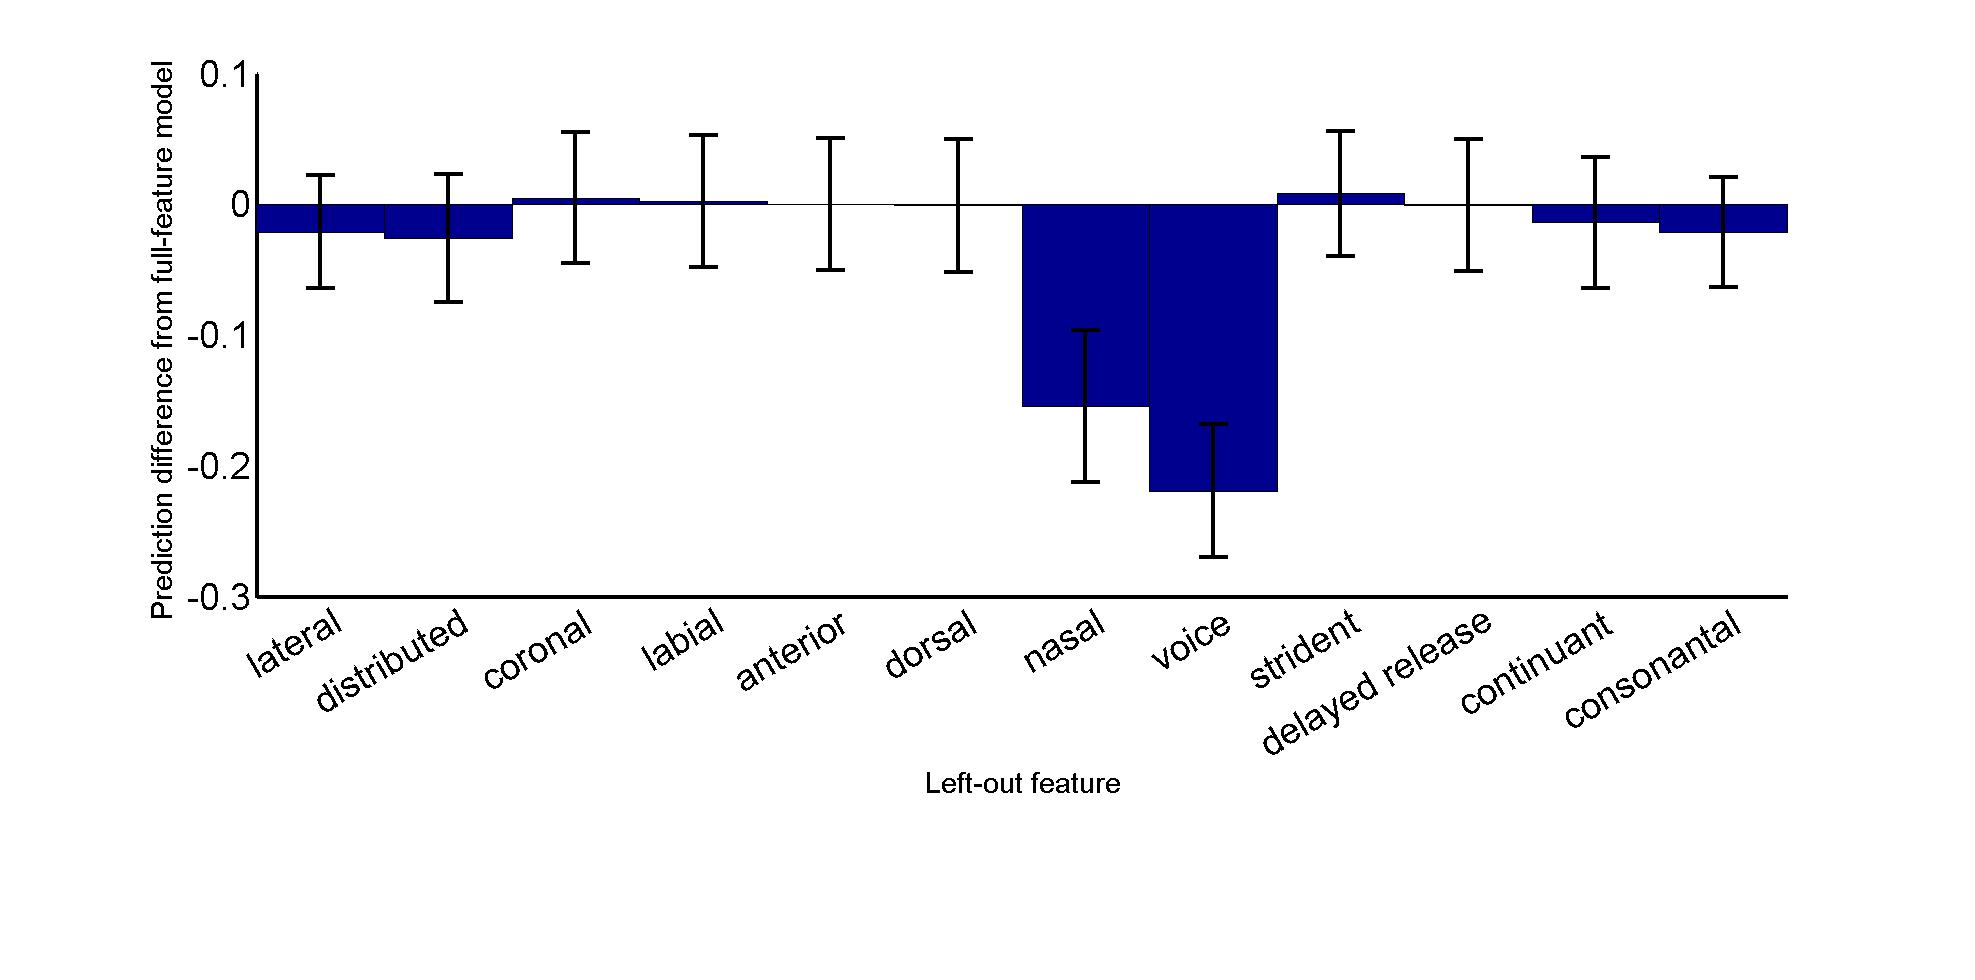 Prediction difference from full-feature model
0.1
0
-0.1
-0.2
-0.3
lateral
distributed
coronal
labial
anterior
dorsal
nasal
voice
strident
delayed release
continuant
consonantal
Left-out feature